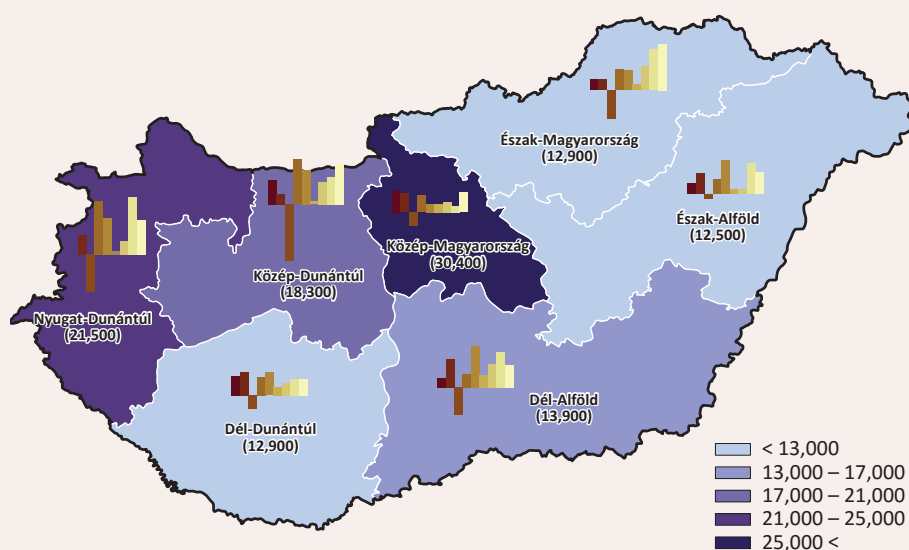 Észak-Magyarország
(12,900)
Észak-Alföld
(12,500)
Közép-Magyarország
(30,400)
Közép-Dunántúl
(18,300)
Nyugat-Dunántúl
(21,500)
Dél-Alföld
(13,900)
Dél-Dunántúl
(12,900)
< 13,000
13,000 – 17,000
17,000 – 21,000
21,000 – 25,000
25,000 <